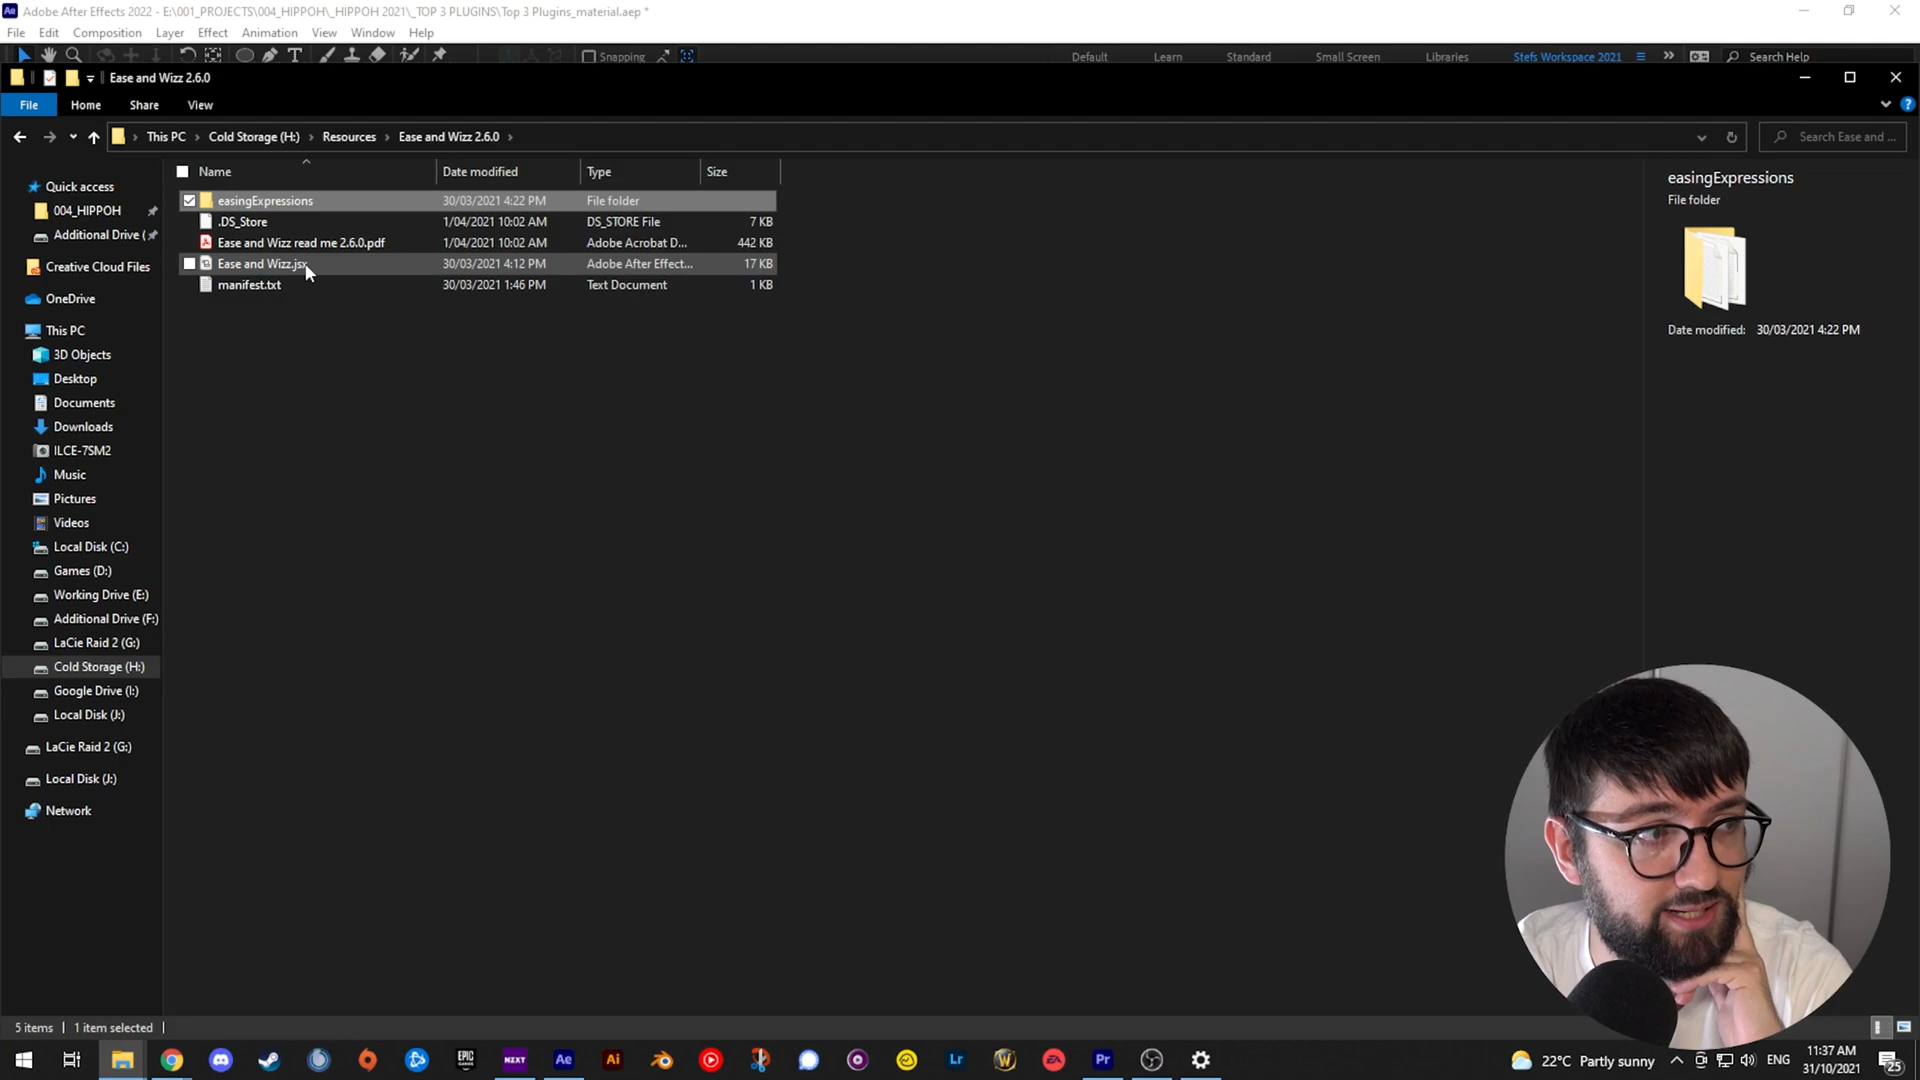 Adobe After Effects 2022 - E:\001_PROJECTS\004_HIPPOH\_HIPPOH 2021\_TOP 3 PLUGINS\Top 3 Plugins_material.aep *
File Edit Composition Layer Effect Animation View Window Help
Snapping Default Learn Standard Small Screen Libraries Stefs Workspace 2021 Search Help
Ease and Wizz 2.6.0
File Home Share View
This PC Cold Storage (H:) Resources Ease and Wizz 2.6.0 Search Ease and ...
Name Date modified Type Size
easingExpressions 30/03/2021 4:22 PM File folder
.DS_Store 1/04/2021 10:02 AM DS_STORE File 7 KB
Ease and Wizz read me 2.6.0.pdf 1/04/2021 10:02 AM Adobe Acrobat D... 442 KB
Ease and Wizz.jsx 30/03/2021 4:12 PM Adobe After Effect... 17 KB
manifest.txt 30/03/2021 1:46 PM Text Document 1 KB
Quick access
004_HIPPOH
Additional Drive (
Creative Cloud Files
OneDrive
This PC
3D Objects
Desktop
Documents
Downloads
ILCE-7SM2
Music
Pictures
Videos
Local Disk (C:)
Games (D:)
Working Drive (E:)
Additional Drive (F:)
LaCie Raid 2 (G:)
Cold Storage (H:)
Google Drive (I:)
Local Disk (J:)
LaCie Raid 2 (G:)
Local Disk (J:)
Network
easingExpressions
File folder
Date modified: 30/03/2021 4:22 PM
5 items 1 item selected
EPIC GAMES NZXT Ae Ai Lr EA Pr 22°C Partly sunny ENG 11:37 AM
31/10/2021
25